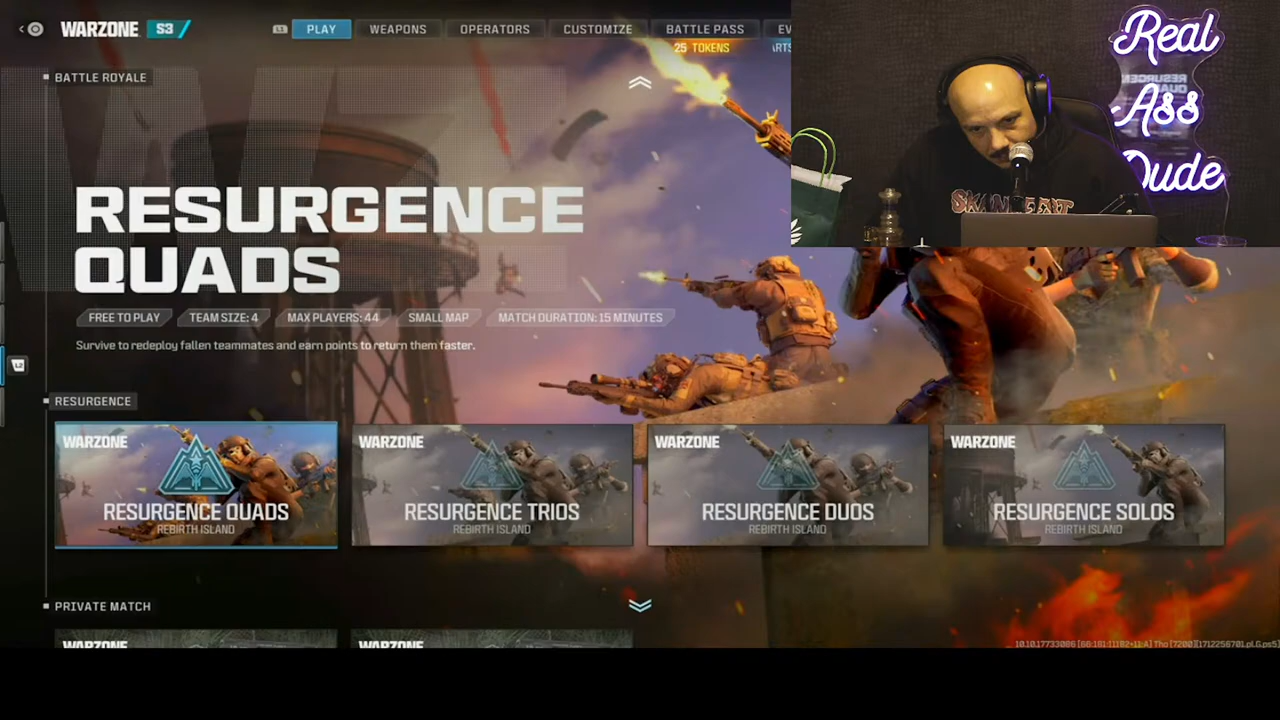 WARZONE S3
L1 PLAY WEAPONS OPERATORS CUSTOMIZE BATTLE PASS EV
25 TOKENS
BATTLE ROYALE
RESURGENCE
QUADS
FREE TO PLAY TEAM SIZE: 4 MAX PLAYERS: 44 SMALL MAP MATCH DURATION: 15 MINUTES
Survive to redeploy fallen teammates and earn points to return them faster.
L2
RESURGENCE
WARZONE
RESURGENCE QUADS
REBIRTH ISLAND
WARZONE
RESURGENCE TRIOS
REBIRTH ISLAND
WARZONE
RESURGENCE DUOS
REBIRTH ISLAND
WARZONE
RESURGENCE SOLOS
REBIRTH ISLAND
PRIVATE MATCH
WARZONE
WARZONE
Real
Ass
Dude